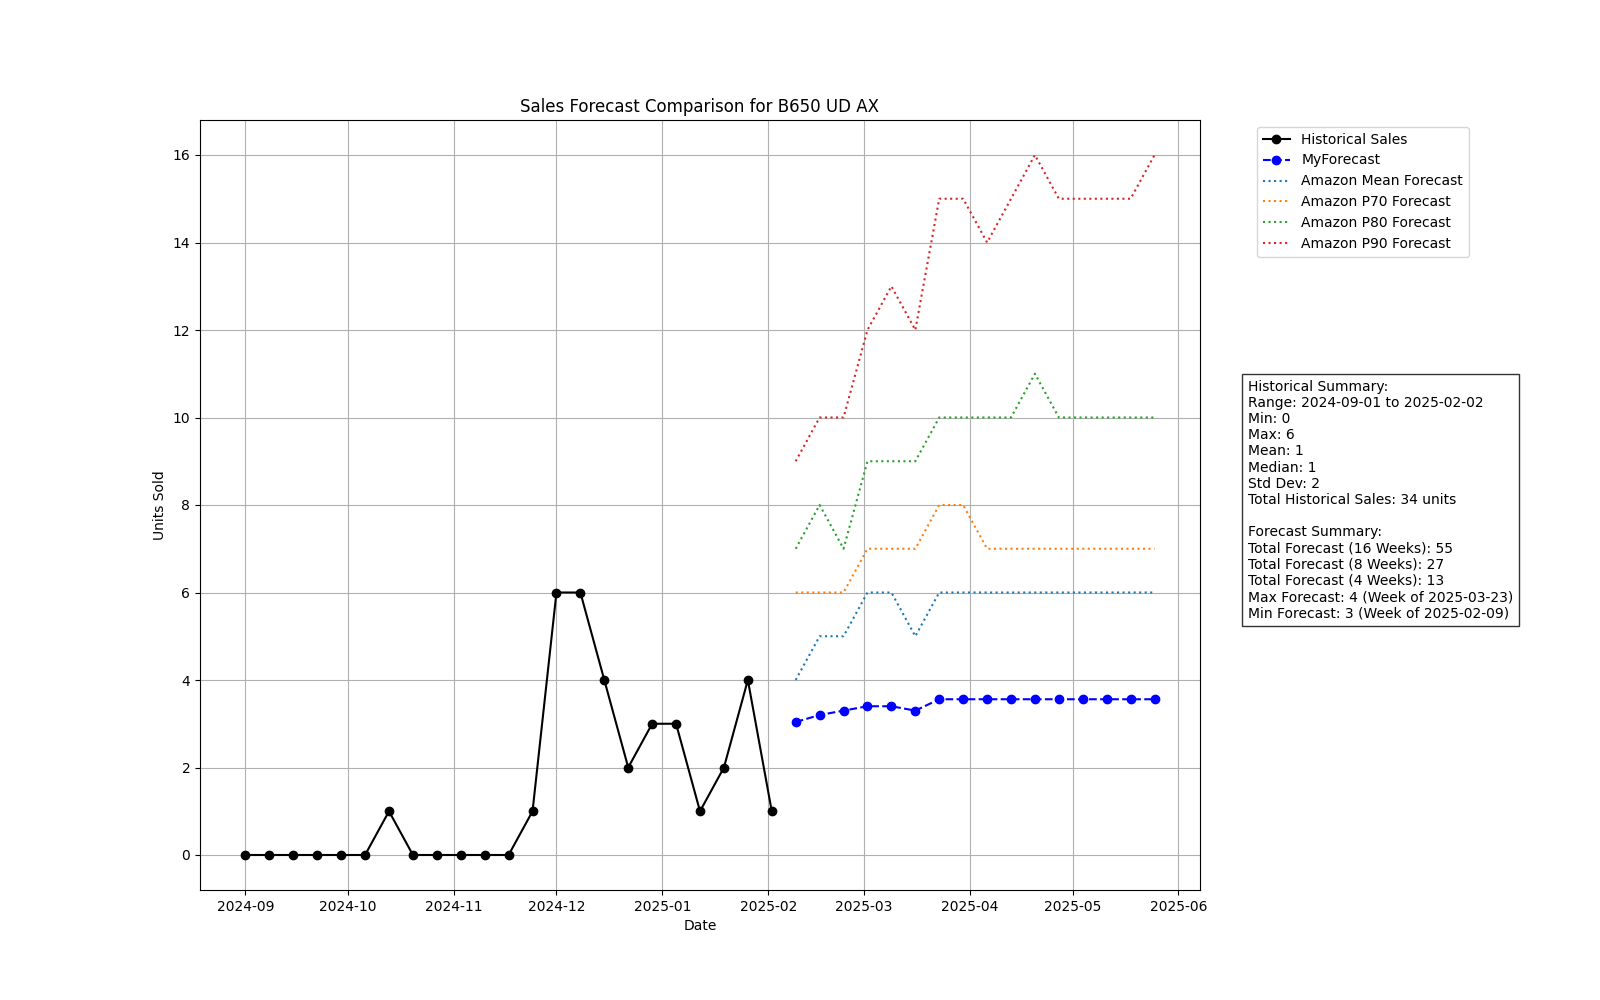 Sales Forecast Comparison for B650 UD AX
16
14
12
10
8
6
4
2
0
Units Sold
2024-09
2024-10
2024-11
2024-12
2025-01
2025-02
2025-03
2025-04
2025-05
2025-06
Date
Historical Sales
MyForecast
Amazon Mean Forecast
Amazon P70 Forecast
Amazon P80 Forecast
Amazon P90 Forecast
Historical Summary:
Range: 2024-09-01 to 2025-02-02
Min: 0
Max: 6
Mean: 1
Median: 1
Std Dev: 2
Total Historical Sales: 34 units
Forecast Summary:
Total Forecast (16 Weeks): 55
Total Forecast (8 Weeks): 27
Total Forecast (4 Weeks): 13
Max Forecast: 4 (Week of 2025-03-23)
Min Forecast: 3 (Week of 2025-02-09)